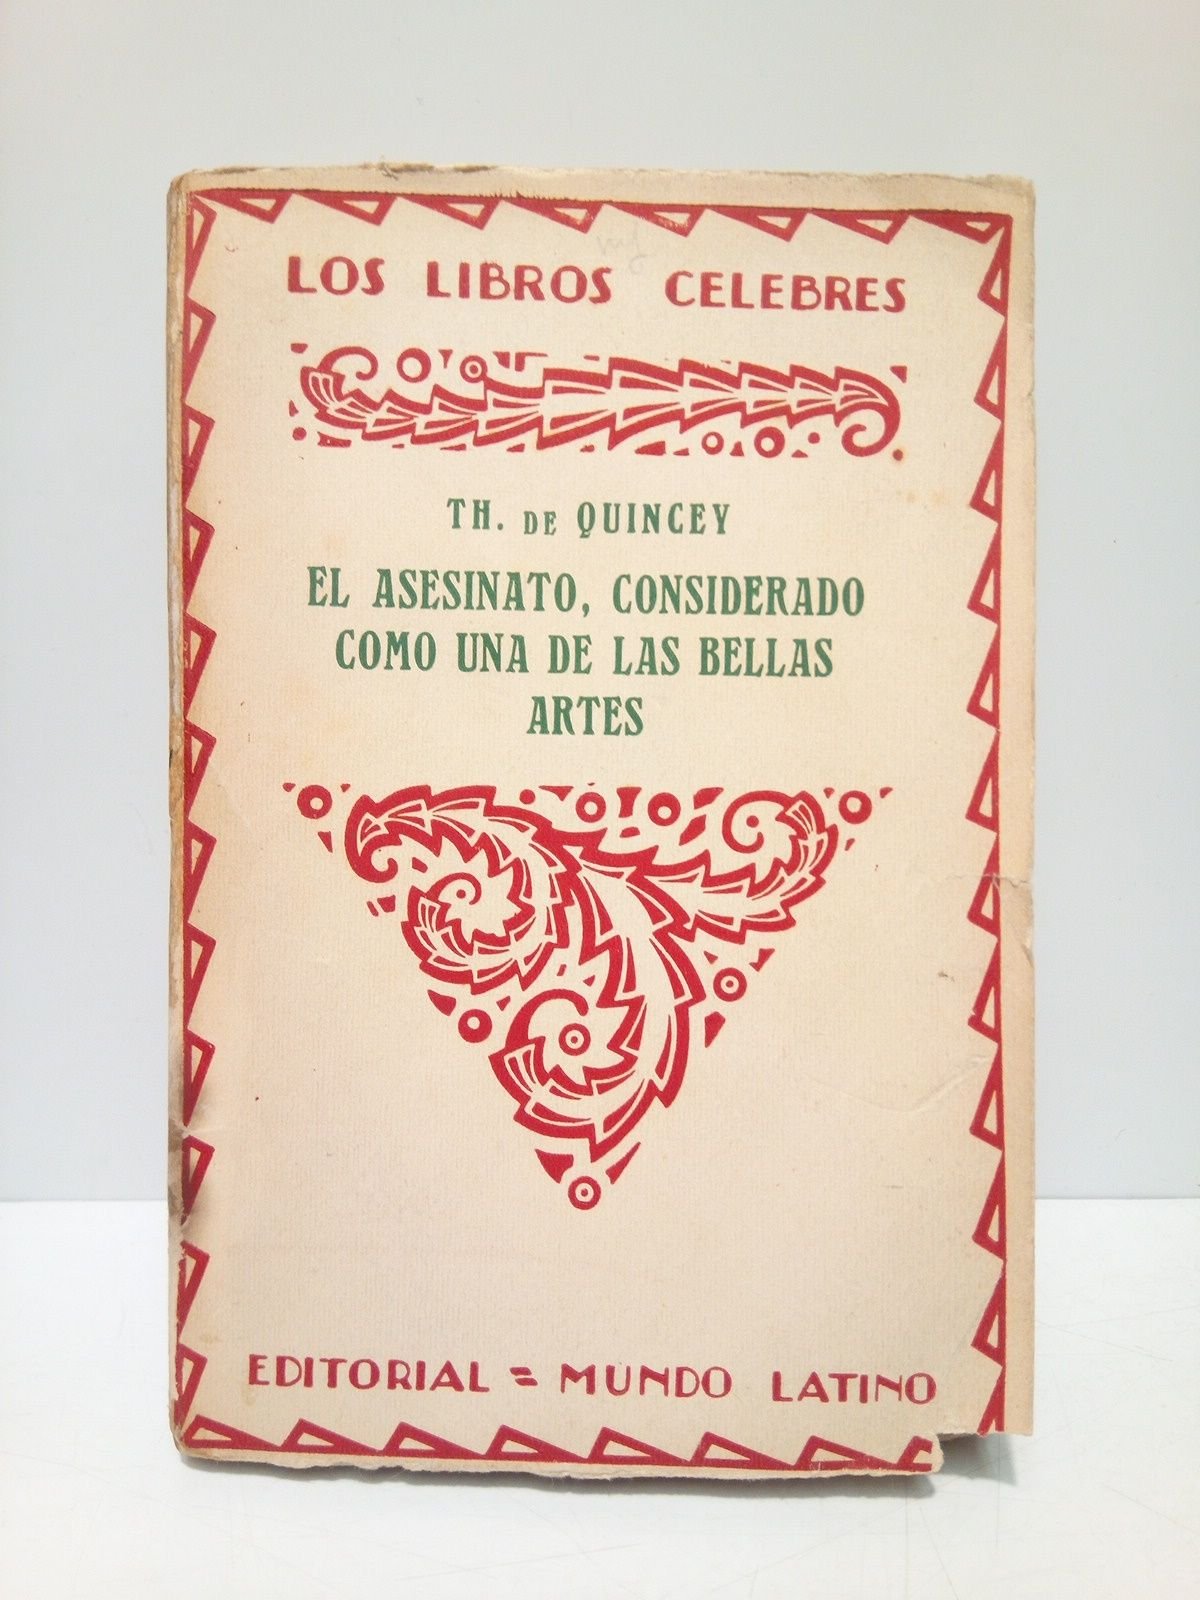 LOS LIBROS CELEBRES
TH. DE QUINCEY
EL ASESINATO, CONSIDERADO
COMO UNA DE LAS BELLAS
ARTES
EDITORIAL = MUNDO LATINO